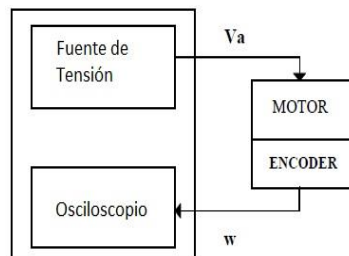 Fuente de
Tensión
Va
MOTOR
ENCODER
Osciloscopio
w